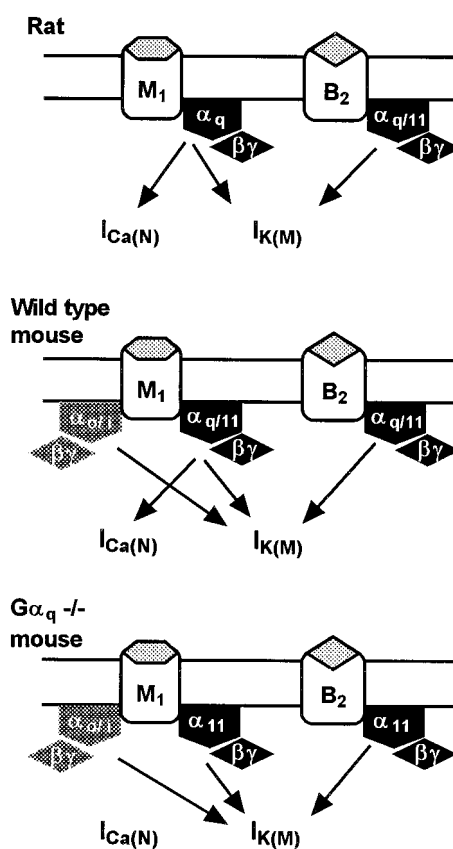 Rat
M1 B2
αq βγ αq/11 βγ
ICa(N) IK(M)
Wild type
mouse
M1 B2
αo/i βγ αq/11 βγ αq/11 βγ
ICa(N) IK(M)
Gαq -/-
mouse
M1 B2
αo/i βγ α11 βγ α11 βγ
ICa(N) IK(M)